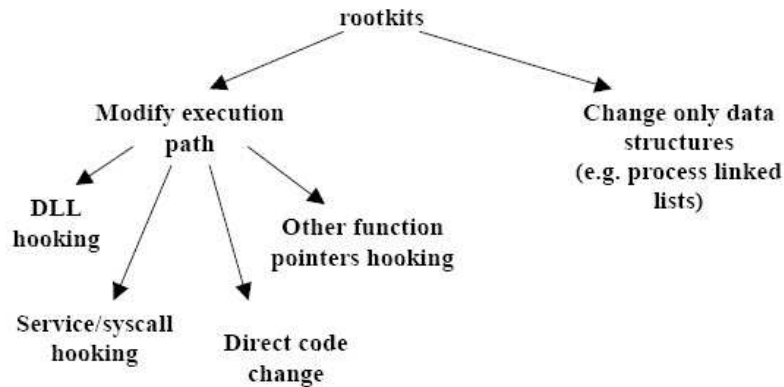 rootkits
Modify execution
path
Change only data
structures
(e.g. process linked
lists)
DLL
hooking
Other function
pointers hooking
Service/syscall
hooking
Direct code
change